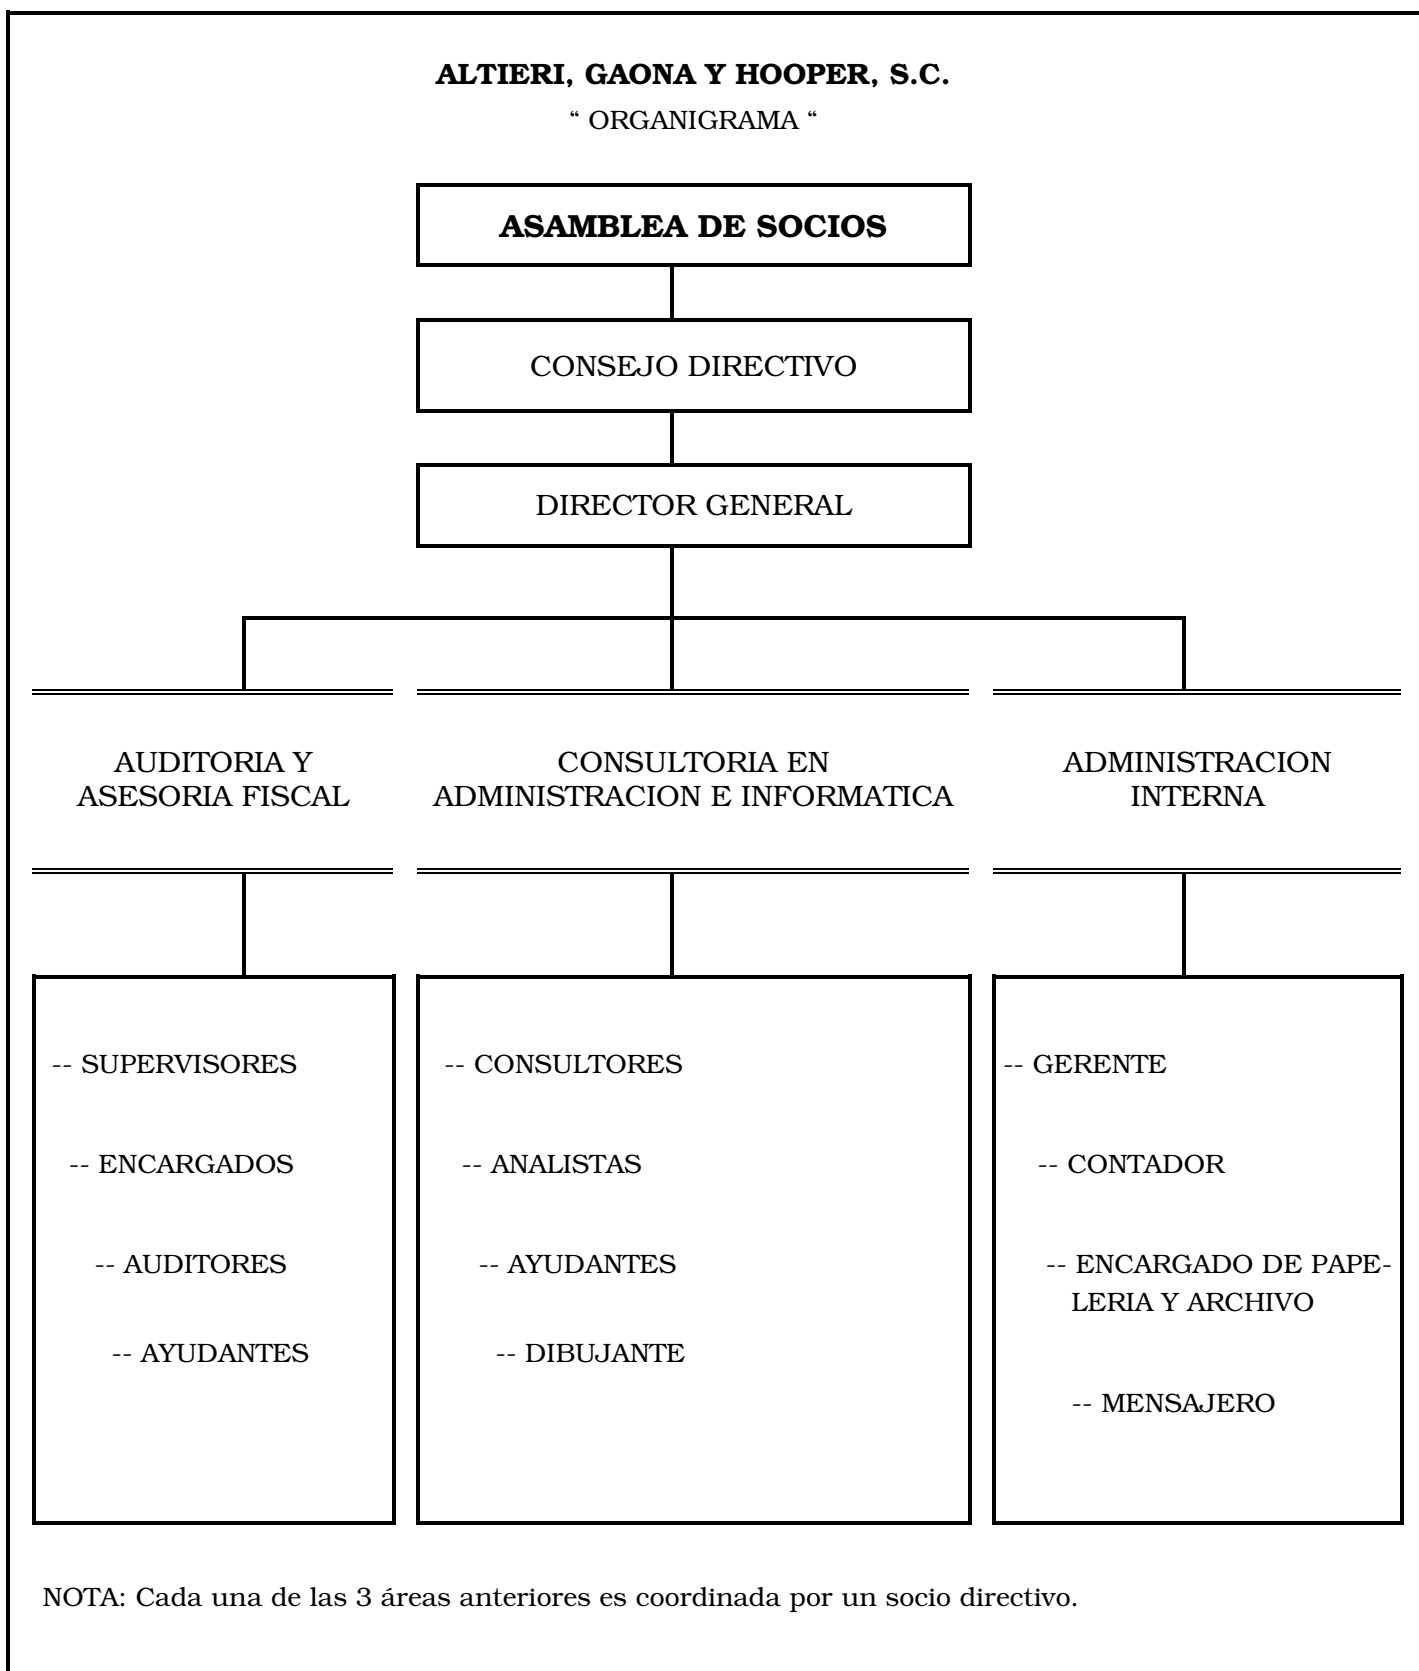 ALTIERI, GAONA Y HOOPER, S.C.
“ ORGANIGRAMA “
ASAMBLEA DE SOCIOS
CONSEJO DIRECTIVO
DIRECTOR GENERAL
AUDITORIA Y
ASESORIA FISCAL
CONSULTORIA EN
ADMINISTRACION E INFORMATICA
ADMINISTRACION
INTERNA
-- SUPERVISORES
-- ENCARGADOS
-- AUDITORES
-- AYUDANTES
-- CONSULTORES
-- ANALISTAS
-- AYUDANTES
-- DIBUJANTE
-- GERENTE
-- CONTADOR
-- ENCARGADO DE PAPE-
LERIA Y ARCHIVO
-- MENSAJERO
NOTA: Cada una de las 3 áreas anteriores es coordinada por un socio directivo.